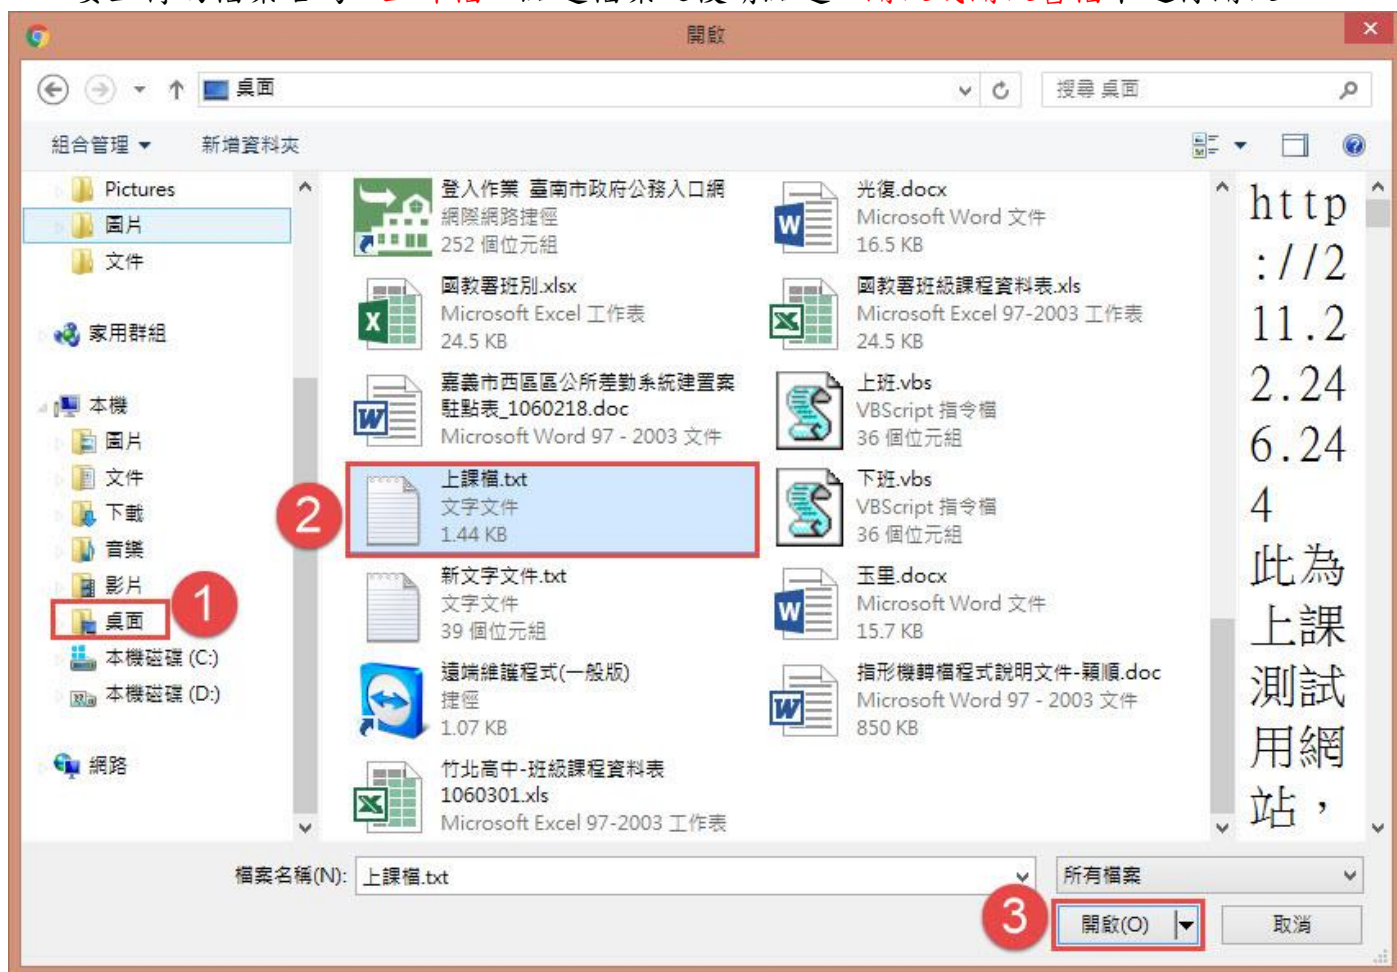 開啟
桌面
搜尋 桌面
組合管理
新增資料夾
Pictures
圖片
文件
家用群組
本機
圖片
文件
下載
音樂
影片
桌面
1
本機磁碟 (C:)
本機磁碟 (D:)
網路
登入作業 臺南市政府公務入口網
網際網路捷徑
252 個位元組
光復.docx
Microsoft Word 文件
16.5 KB
國教署班別.xlsx
Microsoft Excel 工作表
24.5 KB
國教署班級課程資料表.xls
Microsoft Excel 97-2003 工作表
24.5 KB
嘉義市西區區公所差勤系統建置案
駐點表_1060218.doc
Microsoft Word 97 - 2003 文件
上班.vbs
VBScript 指令檔
36 個位元組
2
上課檔.txt
文字文件
1.44 KB
下班.vbs
VBScript 指令檔
36 個位元組
新文字文件.txt
文字文件
39 個位元組
玉里.docx
Microsoft Word 文件
15.7 KB
遠端維護程式(一般版)
捷徑
1.07 KB
指形機轉檔程式說明文件-穎順.doc
Microsoft Word 97 - 2003 文件
850 KB
竹北高中-班級課程資料表
1060301.xls
Microsoft Excel 97-2003 工作表
http
://2
11.2
2.24
6.24
4
此為
上課
測試
用網
站，
檔案名稱(N):
上課檔.txt
所有檔案
3
開啟(O)
取消